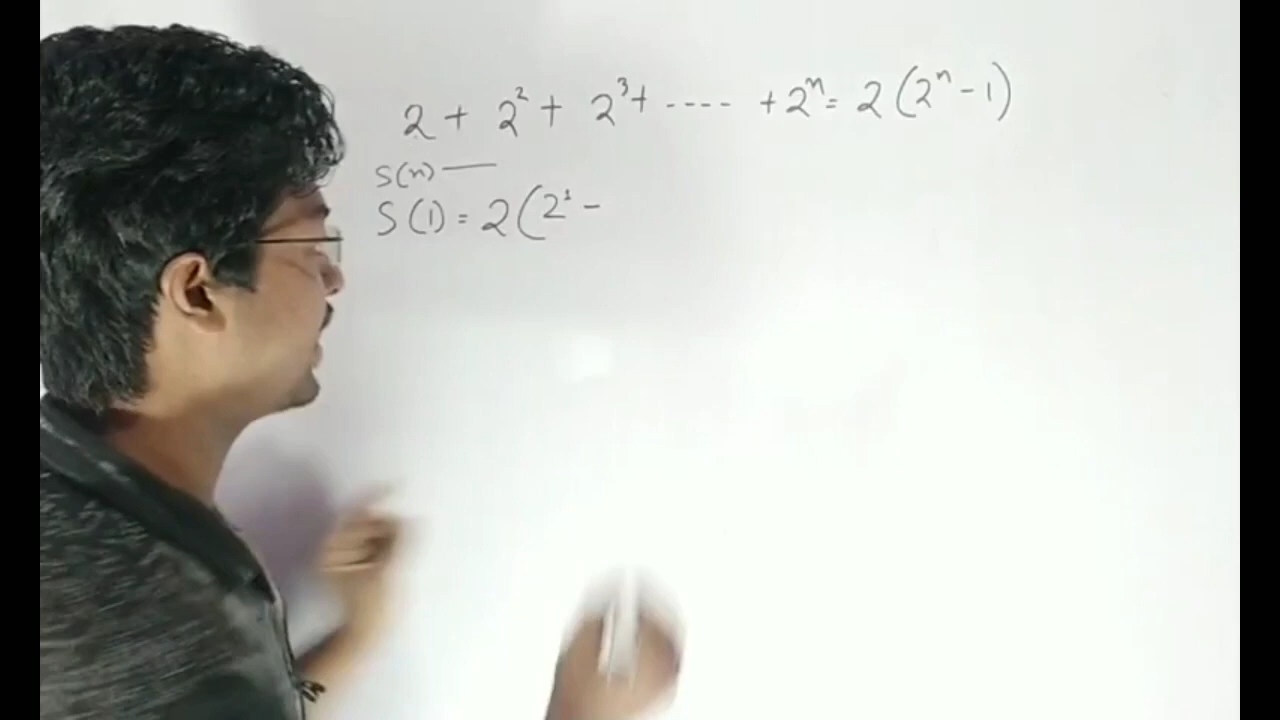 2 + 2² + 2³ + ---- + 2ⁿ = 2(2ⁿ - 1)
S(n) —
S(1) = 2(2¹ -